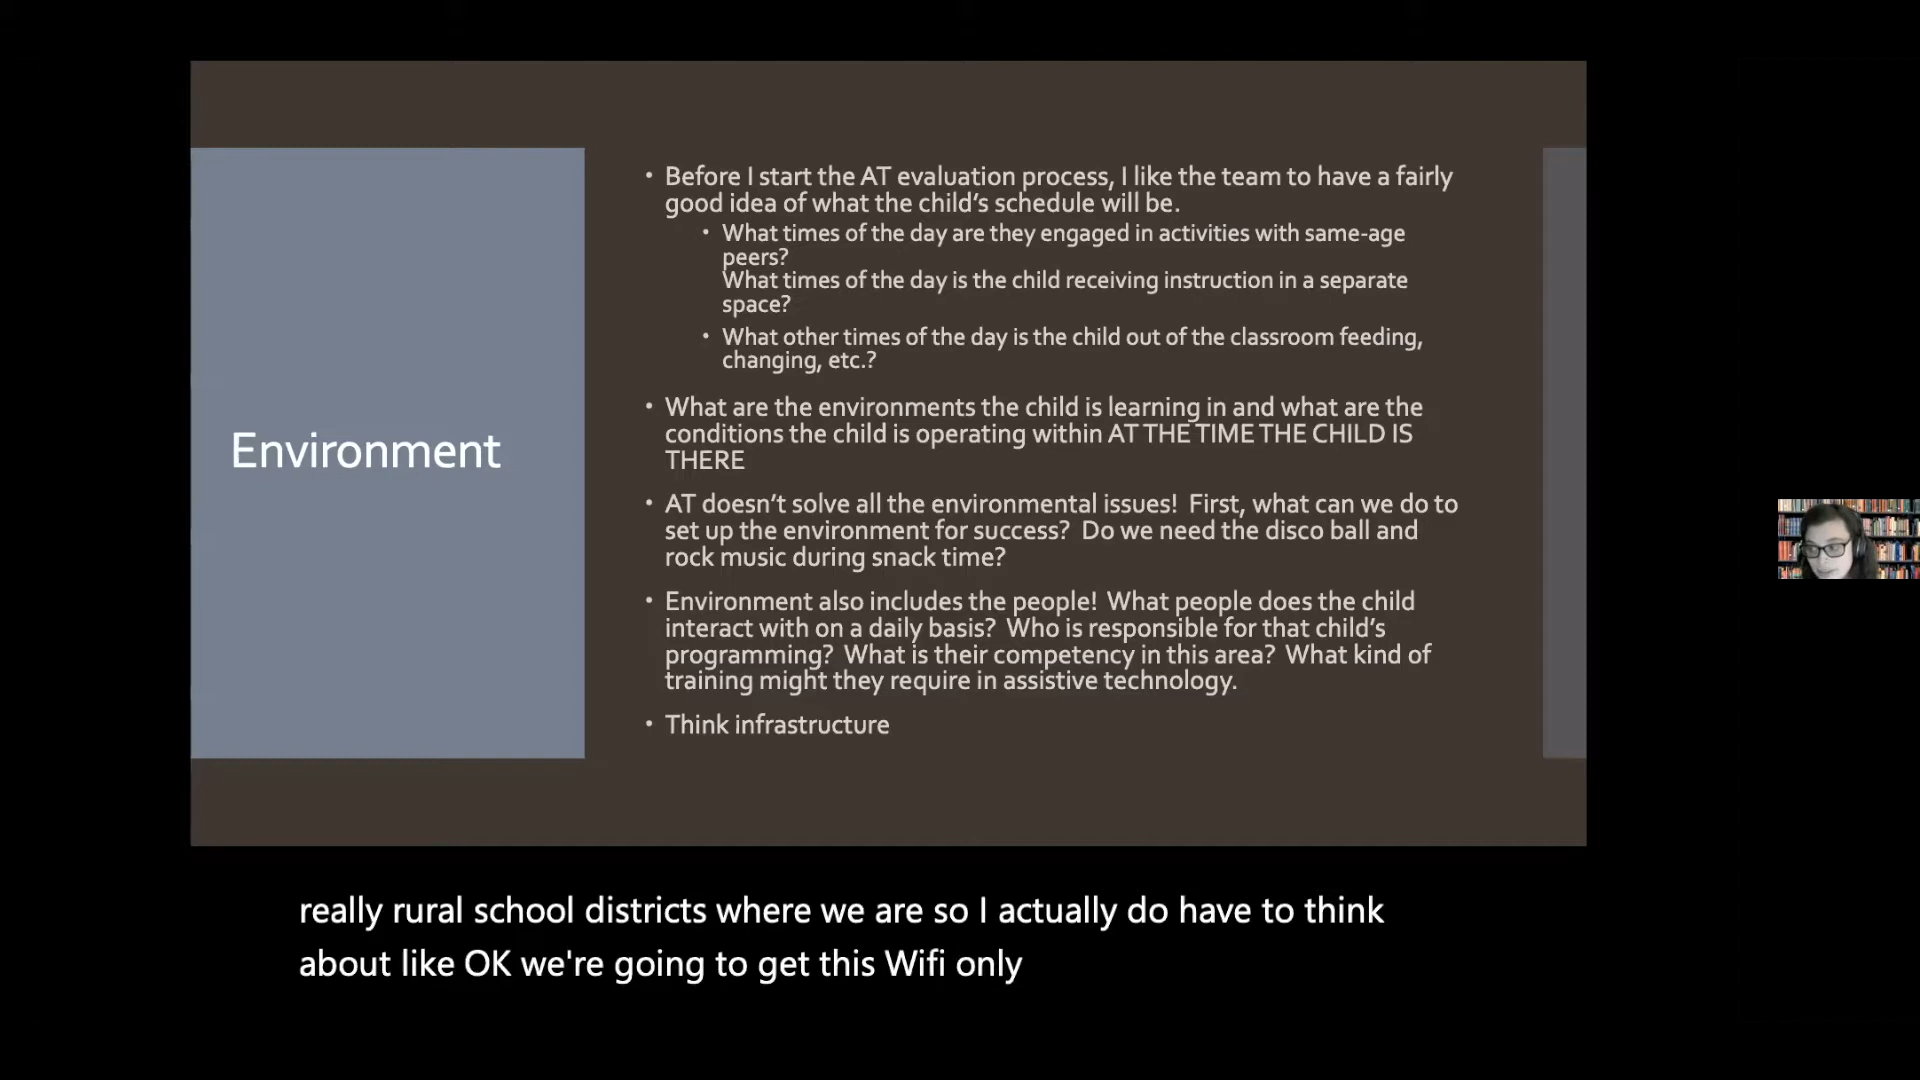 Environment
• Before I start the AT evaluation process, I like the team to have a fairly
good idea of what the child’s schedule will be.
• What times of the day are they engaged in activities with same-age
peers?
What times of the day is the child receiving instruction in a separate
space?
• What other times of the day is the child out of the classroom feeding,
changing, etc.?
• What are the environments the child is learning in and what are the
conditions the child is operating within AT THE TIME THE CHILD IS
THERE
• AT doesn’t solve all the environmental issues! First, what can we do to
set up the environment for success? Do we need the disco ball and
rock music during snack time?
• Environment also includes the people! What people does the child
interact with on a daily basis? Who is responsible for that child’s
programming? What is their competency in this area? What kind of
training might they require in assistive technology.
• Think infrastructure
really rural school districts where we are so I actually do have to think
about like OK we're going to get this Wifi only